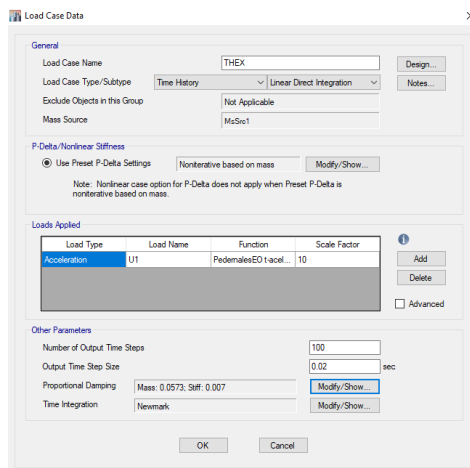 Load Case Data
General
Load Case Name THEX Design...
Load Case Type/Subtype Time History Linear Direct Integration Notes...
Exclude Objects in this Group Not Applicable
Mass Source MsSrc1
P-Delta/Nonlinear Stiffness
Use Preset P-Delta Settings Noniterative based on mass Modify/Show...
Note: Nonlinear case option for P-Delta does not apply when Preset P-Delta is
noniterative based on mass.
Loads Applied
Load Type Load Name Function Scale Factor
Acceleration U1 PedernalesEO t-acel... 10 Add
Delete
Advanced
Other Parameters
Number of Output Time Steps 100
Output Time Step Size 0.02 sec
Proportional Damping Mass: 0.0573; Stiff: 0.007 Modify/Show...
Time Integration Newmark Modify/Show...
OK Cancel